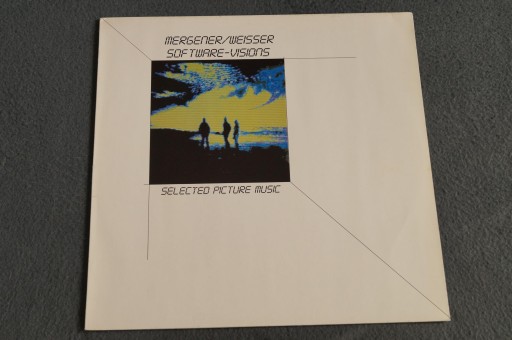 MERGENER/WEISSER
SOFTWARE-VISIONS
SELECTED PICTURE MUSIC